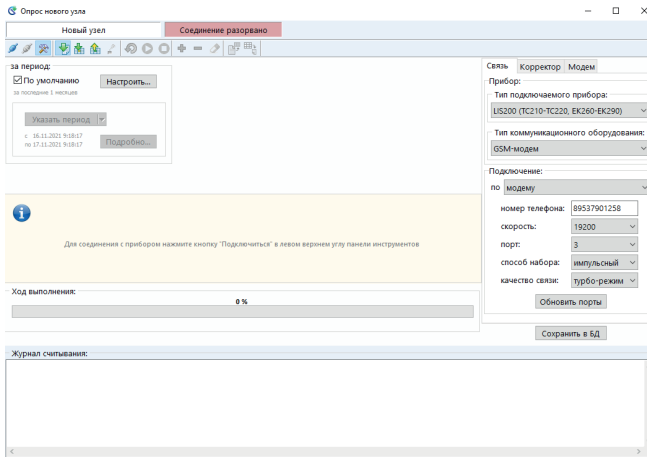 Опрос нового узла
Новый узел
Соединение разорвано
за период:
По умолчанию
Настроить...
за последние 1 месяцев
Указать период
с 16.11.2021 9:18:17
по 17.11.2021 9:18:17
Подробно...
Для соединения с прибором нажмите кнопку "Подключиться" в левом верхнем углу панели инструментов
Ход выполнения:
0 %
Связь Корректор Модем
Прибор:
Тип подключаемого прибора:
LIS200 (TC210-TC220, EK260-EK290)
Тип коммуникационного оборудования:
GSM-модем
Подключение:
по модему
номер телефона: 89537901258
скорость: 19200
порт: 3
способ набора: импульсный
качество связи: турбо-режим
Обновить порты
Сохранить в БД
Журнал считывания: